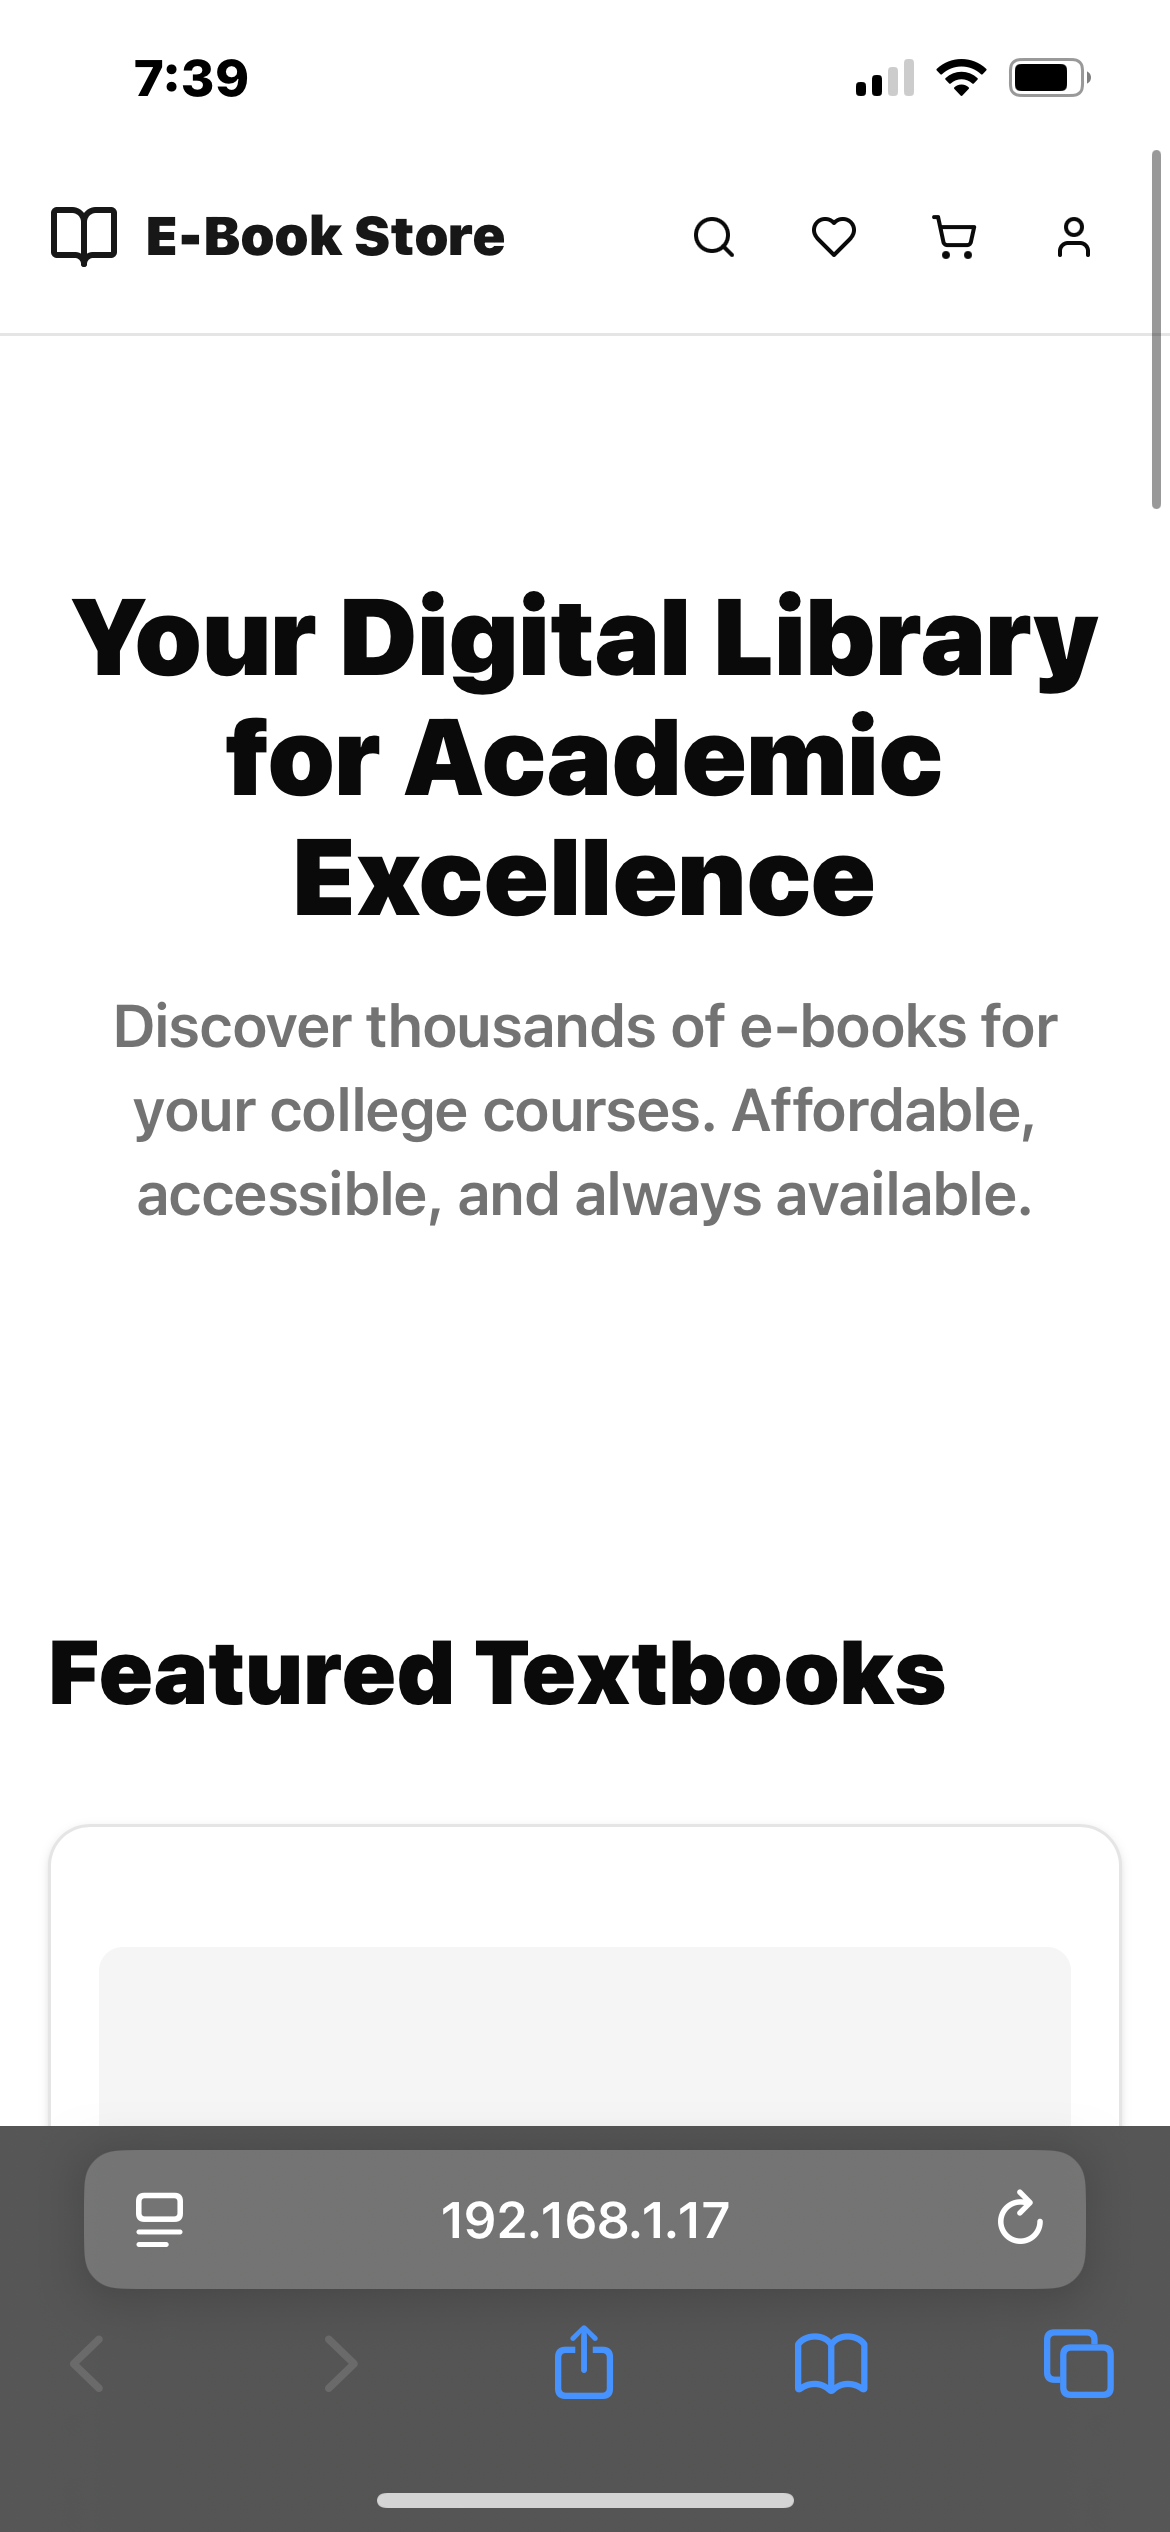 7:39
E-Book Store
Your Digital Library
for Academic
Excellence
Discover thousands of e-books for
your college courses. Affordable,
accessible, and always available.
Featured Textbooks
192.168.1.17